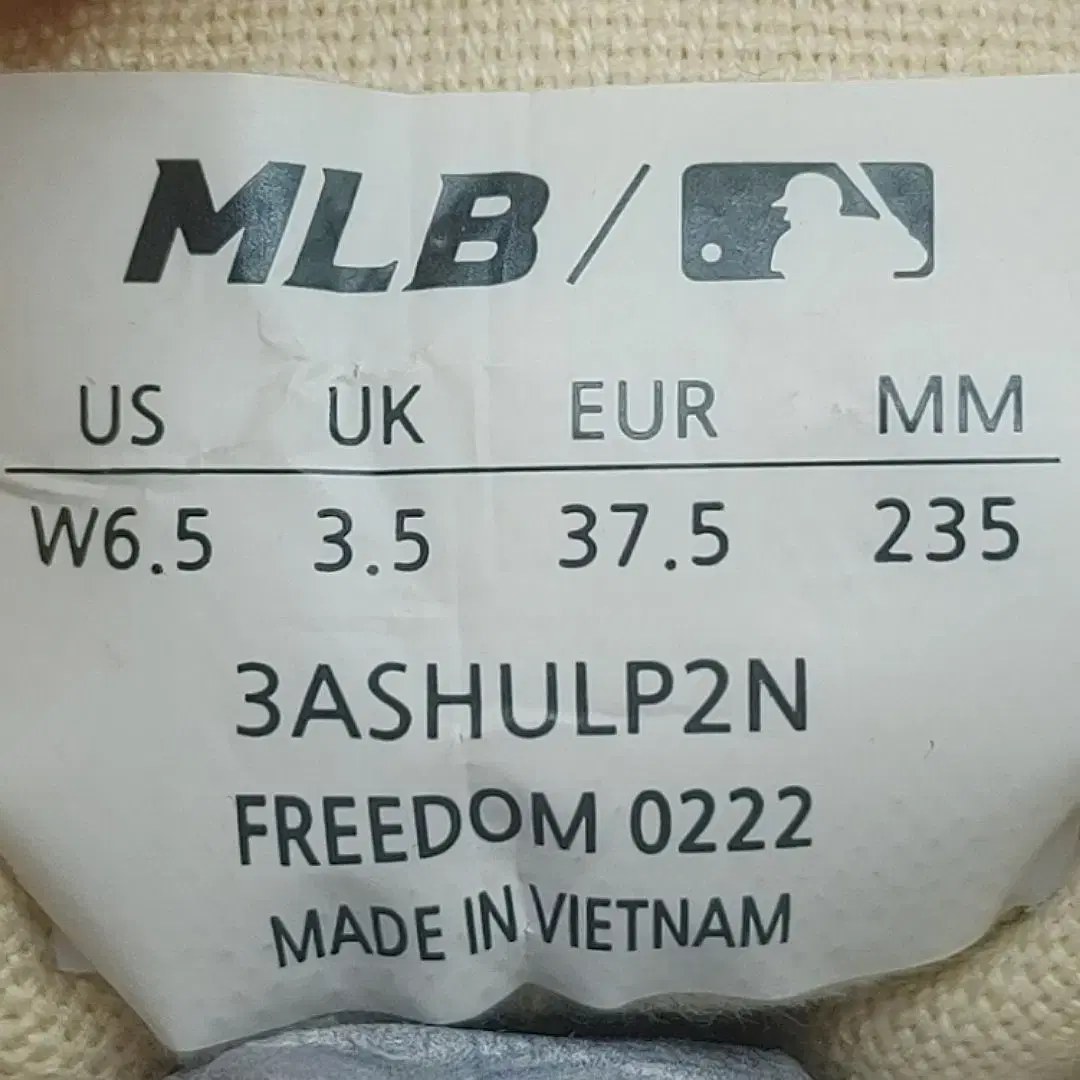 MLB /
US UK EUR MM
W6.5 3.5 37.5 235
3ASHULP2N
FREEDOM 0222
MADE IN VIETNAM